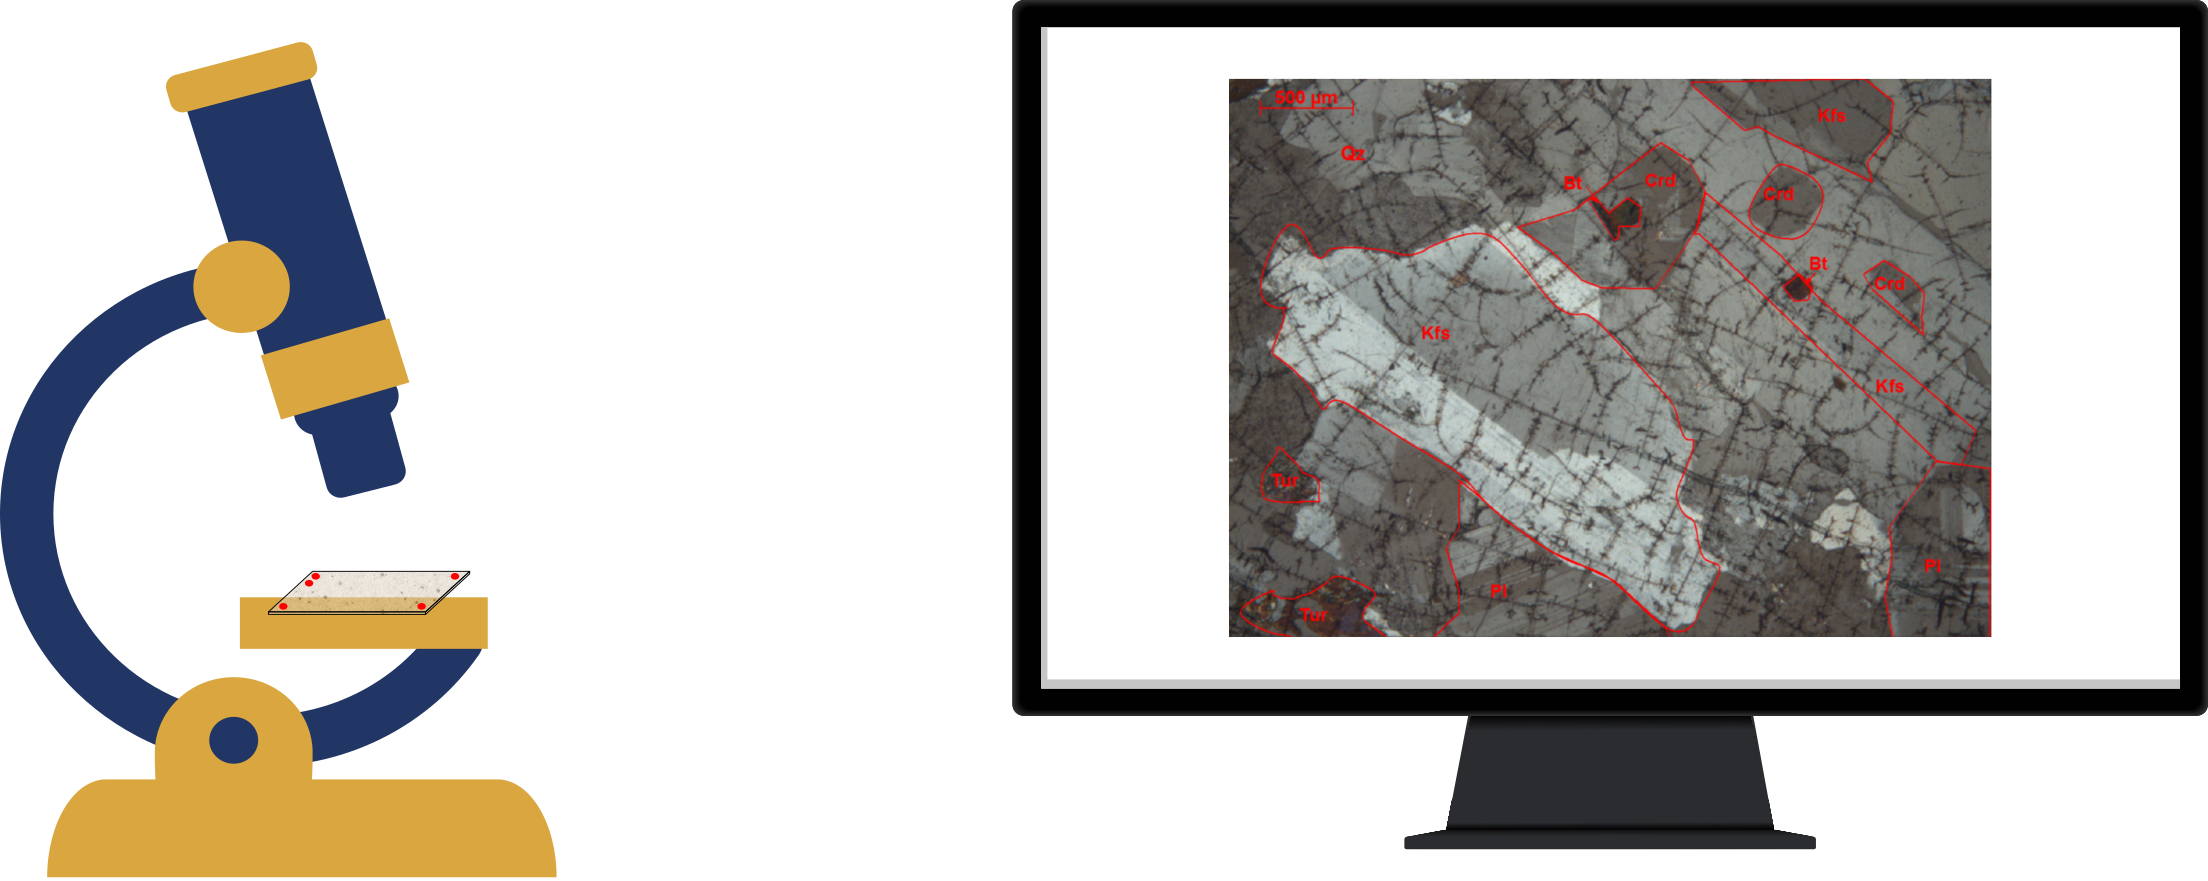 500 µm
Kfs
Qz
Bt
Crd
Crd
Bt
Crd
Kfs
Kfs
Tur
Pl
Pl
Tur